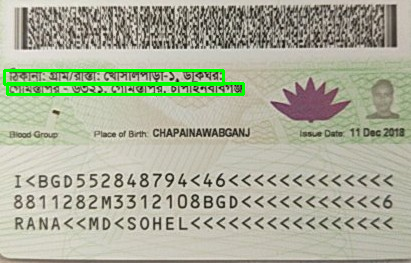 ঠিকানা: গ্রাম/রাস্তা: খোসালপাড়া-১, ডাকঘর:
গোমস্তাপুর - ৬৩২১, গোমস্তাপুর, চাঁপাইনবাবগঞ্জ
Blood Group Place of Birth: CHAPAINAWABGANJ Issue Date: 11 Dec 2018
I<BGD552848794<46<<<<<<<<<<<<<
8811282M3312108BGD<<<<<<<<<<<6
RANA<<MD<SOHEL<<<<<<<<<<<<<<<<